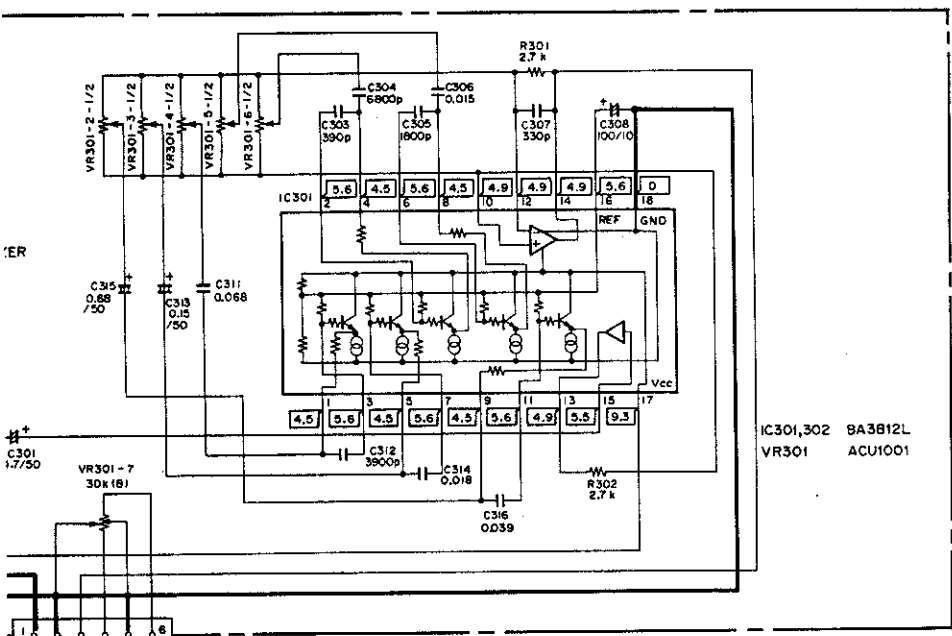 R301
2.7 k
VR301-2-1/2
VR301-3-1/2
VR301-4-1/2
VR301-5-1/2
VR301-6-1/2
C304
6800p
C306
0.015
C303
390p
C305
1800p
C307
330p
+
C308
100/10
IC301
5.6
4.5
5.6
4.5
4.9
4.9
4.9
5.6
0
2
4
6
8
10
12
14
16
18
REF
GND
-
+
C315
0.68
/50
+
C313
0.15
/50
+
C311
0.068
Vcc
1
3
5
7
9
11
13
15
17
4.5
5.6
4.5
5.6
4.5
5.6
4.9
5.5
9.3
+
C301
C312
3900p
C314
0.018
C316
0.039
R302
2.7 k
VR301-7
30k(B)
IC301,302 BA3812L
VR301 ACU1001
1
6